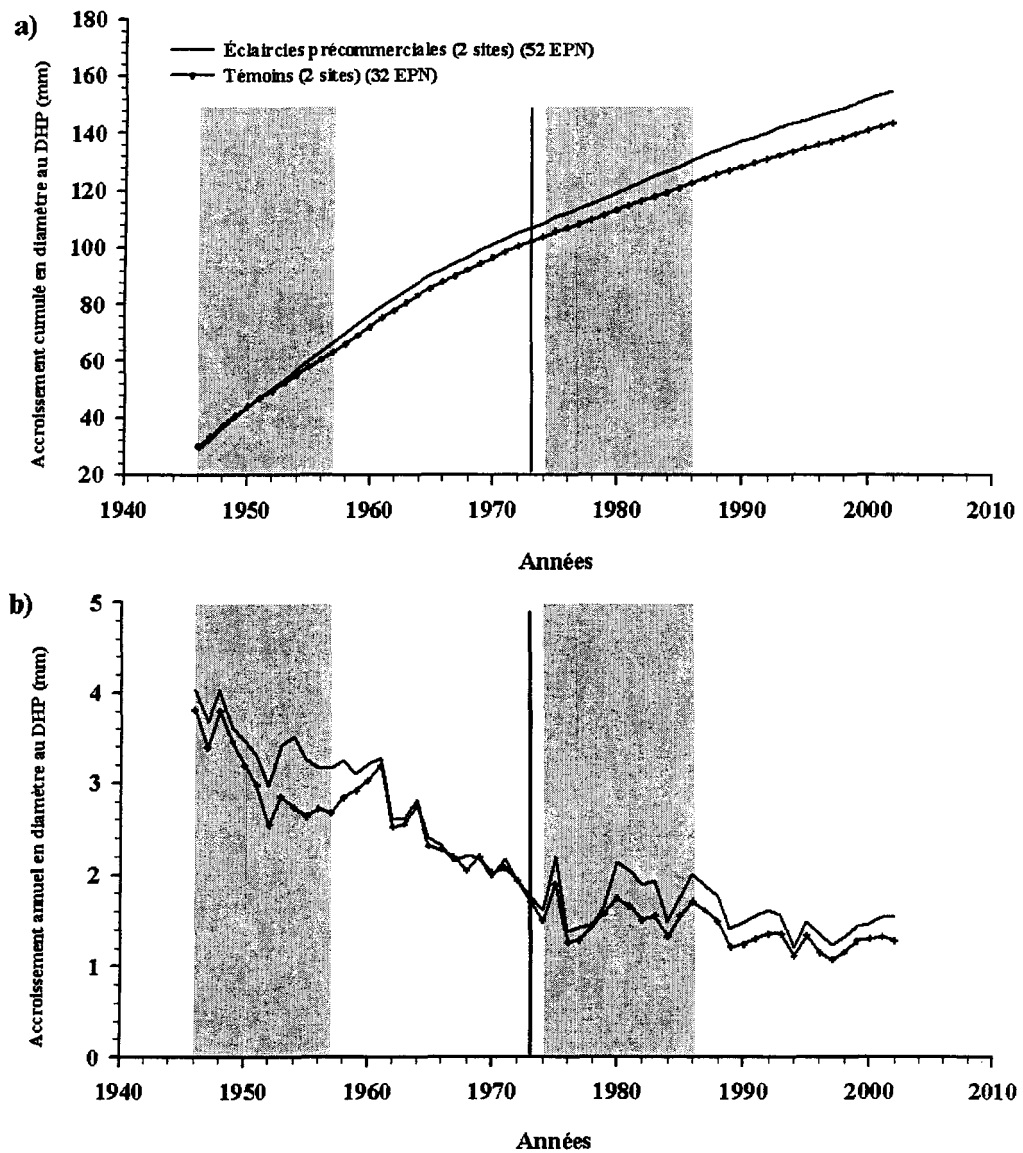 a)
180
160
140
120
100
80
60
40
20
Accroissement cumulé en diamètre au DHP (mm)
Éclaircies précommerciales (2 sites) (52 EPN)
Témoins (2 sites) (32 EPN)
1940 1950 1960 1970 1980 1990 2000 2010
Années
b)
5
4
3
2
1
0
Accroissement annuel en diamètre au DHP (mm)
1940 1950 1960 1970 1980 1990 2000 2010
Années